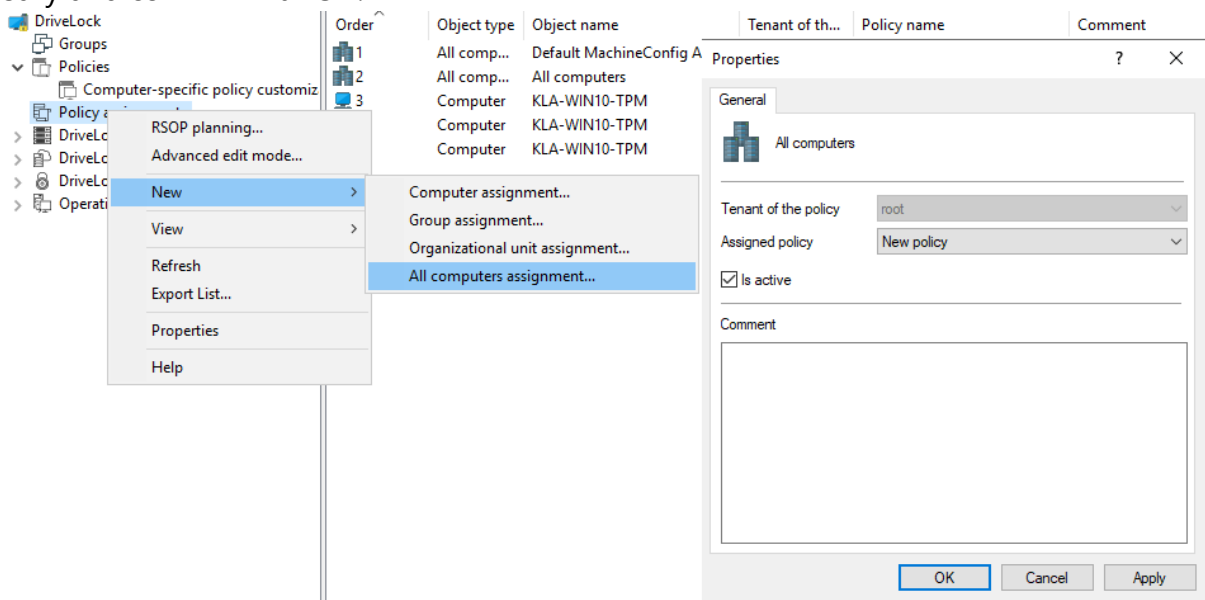 DriveLock
Groups
Policies
Computer-specific policy customiz
Policy
DriveLc
DriveLc
DriveLc
Operati
RSOP planning...
Advanced edit mode...
New
View
Refresh
Export List...
Properties
Help
Computer assignment...
Group assignment...
Organizational unit assignment...
All computers assignment...
Order Object type Object name Tenant of th... Policy name Comment
1 All comp... Default MachineConfig A
2 All comp... All computers
3 Computer KLA-WIN10-TPM
Computer KLA-WIN10-TPM
Computer KLA-WIN10-TPM
Properties ?
General
All computers
Tenant of the policy root
Assigned policy New policy
Is active
Comment
OK Cancel Apply